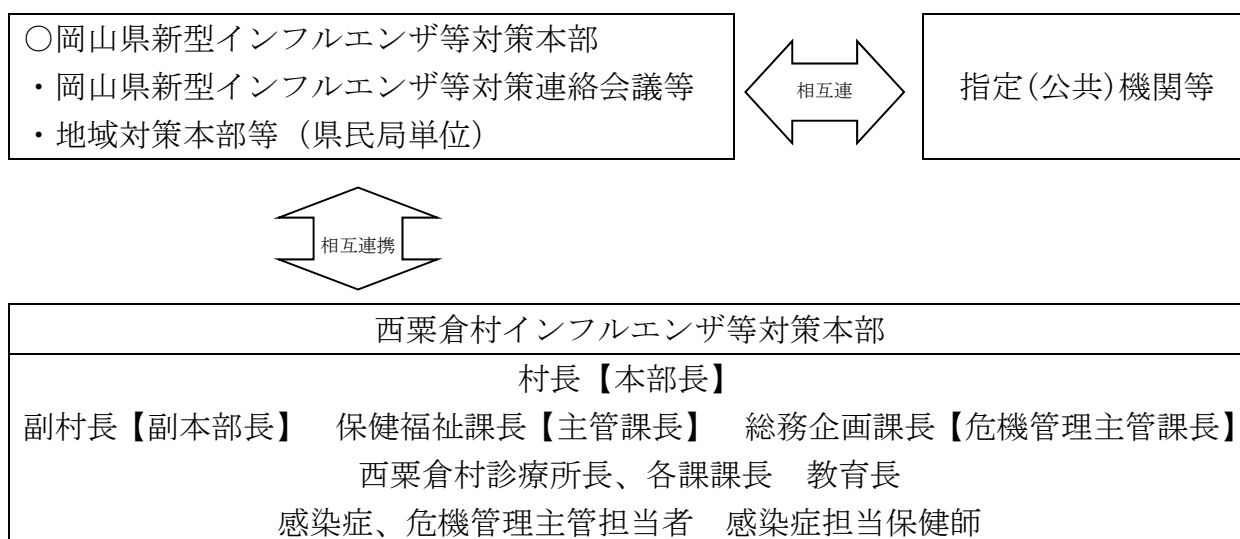 ○岡山県新型インフルエンザ等対策本部
・岡山県新型インフルエンザ等対策連絡会議等
・地域対策本部等（県民局単位）
相互連
指定(公共)機関等
相互連携
西粟倉村インフルエンザ等対策本部
村長【本部長】
副村長【副本部長】　保健福祉課長【主管課長】　総務企画課長【危機管理主管課長】
西粟倉村診療所長、各課課長　教育長
感染症、危機管理主管担当者　感染症担当保健師